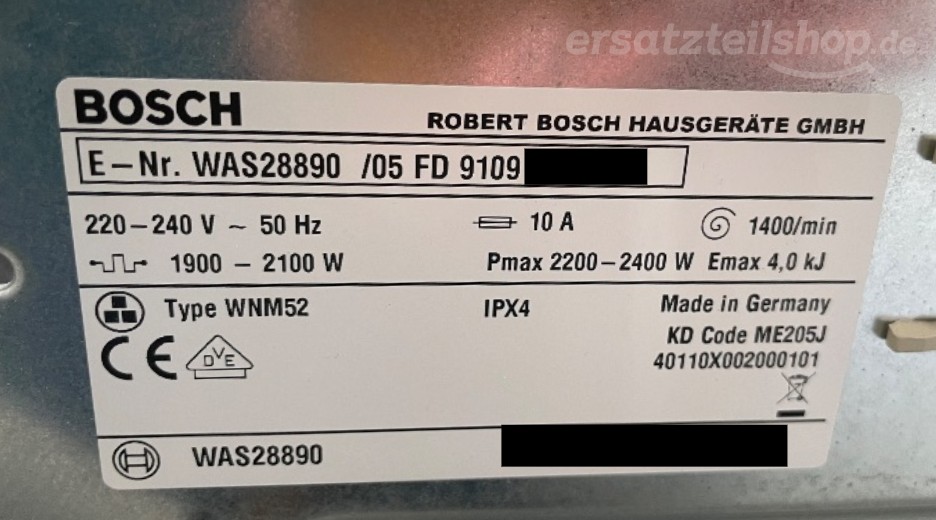 ersatzteilshop.de
BOSCH
ROBERT BOSCH HAUSGERÄTE GMBH
E-Nr. WAS28890 /05 FD 9109
220-240 V ~ 50 Hz 10 A 1400/min
1900 - 2100 W Pmax 2200-2400 W Emax 4,0 kJ
Type WNM52 IPX4 Made in Germany
KD Code ME205J
CE DVE 40110X002000101
WAS28890